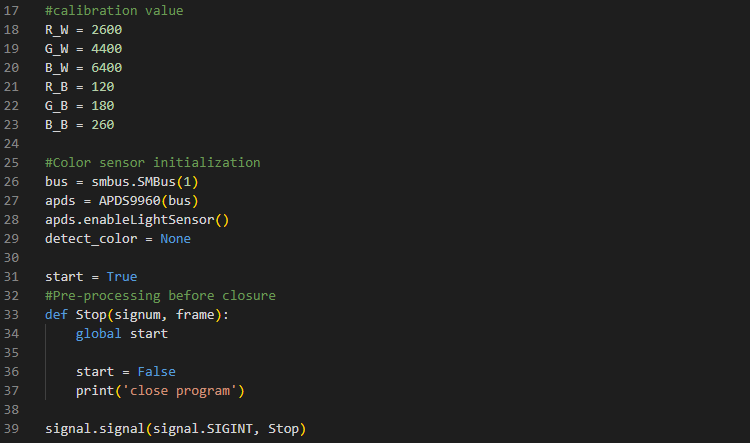 17 #calibration value
18 R_W = 2600
19 G_W = 4400
20 B_W = 6400
21 R_B = 120
22 G_B = 180
23 B_B = 260
24
25 #Color sensor initialization
26 bus = smbus.SMBus(1)
27 apds = APDS9960(bus)
28 apds.enableLightSensor()
29 detect_color = None
30
31 start = True
32 #Pre-processing before closure
33 def Stop(signum, frame):
34     global start
35
36     start = False
37     print('close program')
38
39 signal.signal(signal.SIGINT, Stop)